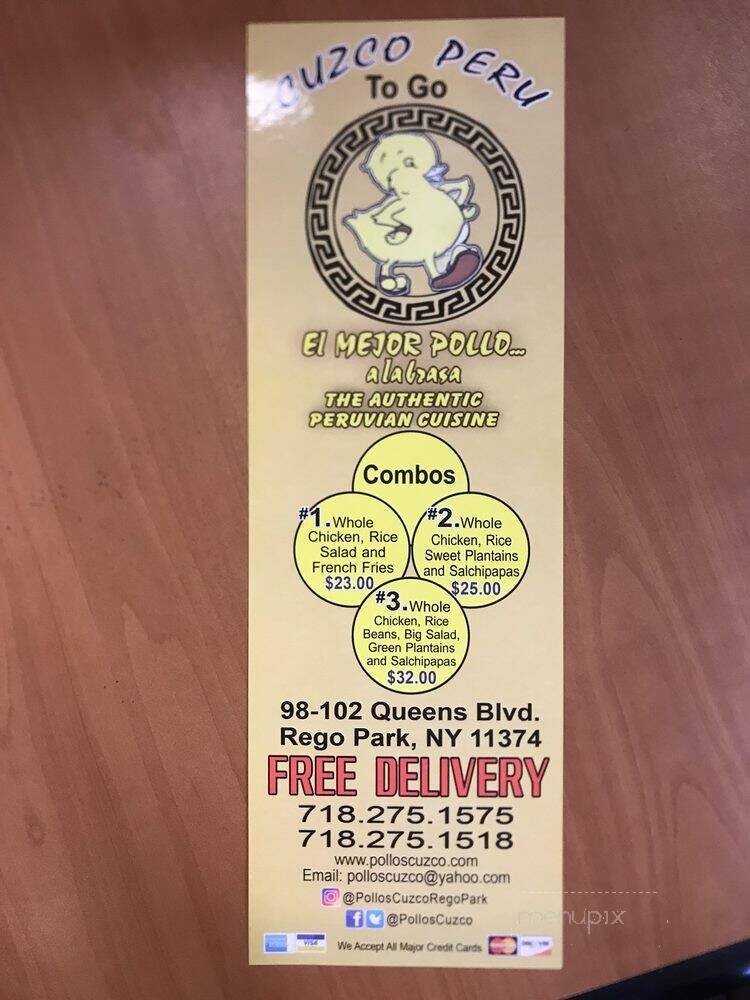 CUZCO PERU
To Go
El MEJOR POLLO...
a la brasa
THE AUTHENTIC
PERUVIAN CUISINE
Combos
#1. Whole
Chicken, Rice
Salad and
French Fries
$23.00
#2. Whole
Chicken, Rice
Sweet Plantains
and Salchipapas
$25.00
#3. Whole
Chicken, Rice
Beans, Big Salad,
Green Plantains
and Salchipapas
$32.00
98-102 Queens Blvd.
Rego Park, NY 11374
FREE DELIVERY
718.275.1575
718.275.1518
www.polloscuzco.com
Email: polloscuzco@yahoo.com
@PollosCuzcoRegoPark
@PollosCuzco
We Accept All Major Credit Cards
VISA
menupix